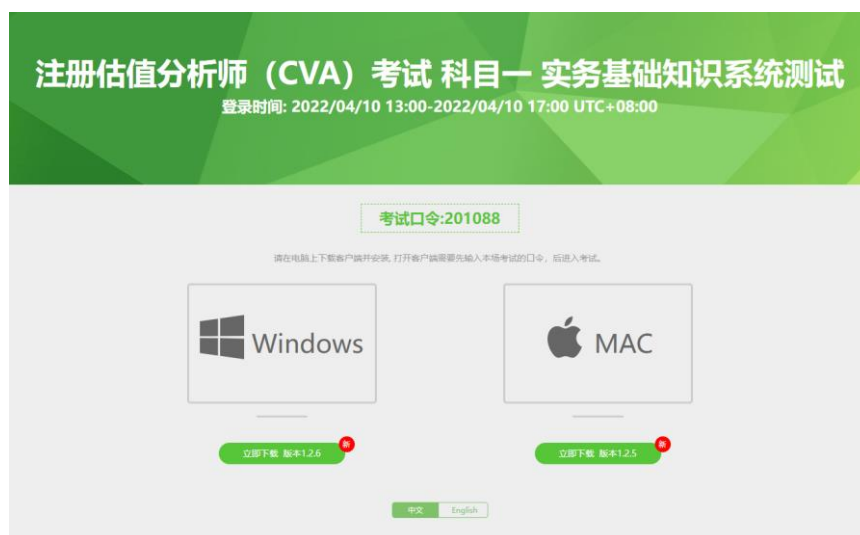 注册估值分析师（CVA）考试 科目一 实务基础知识系统测试
登录时间: 2022/04/10 13:00-2022/04/10 17:00 UTC+08:00
考试口令:201088
请在电脑上下载客户端并安装, 打开客户端需要先输入本场考试的口令，后进入考试。
Windows
MAC
立即下载 版本1.2.6
新
立即下载 版本1.2.5
新
中文
English